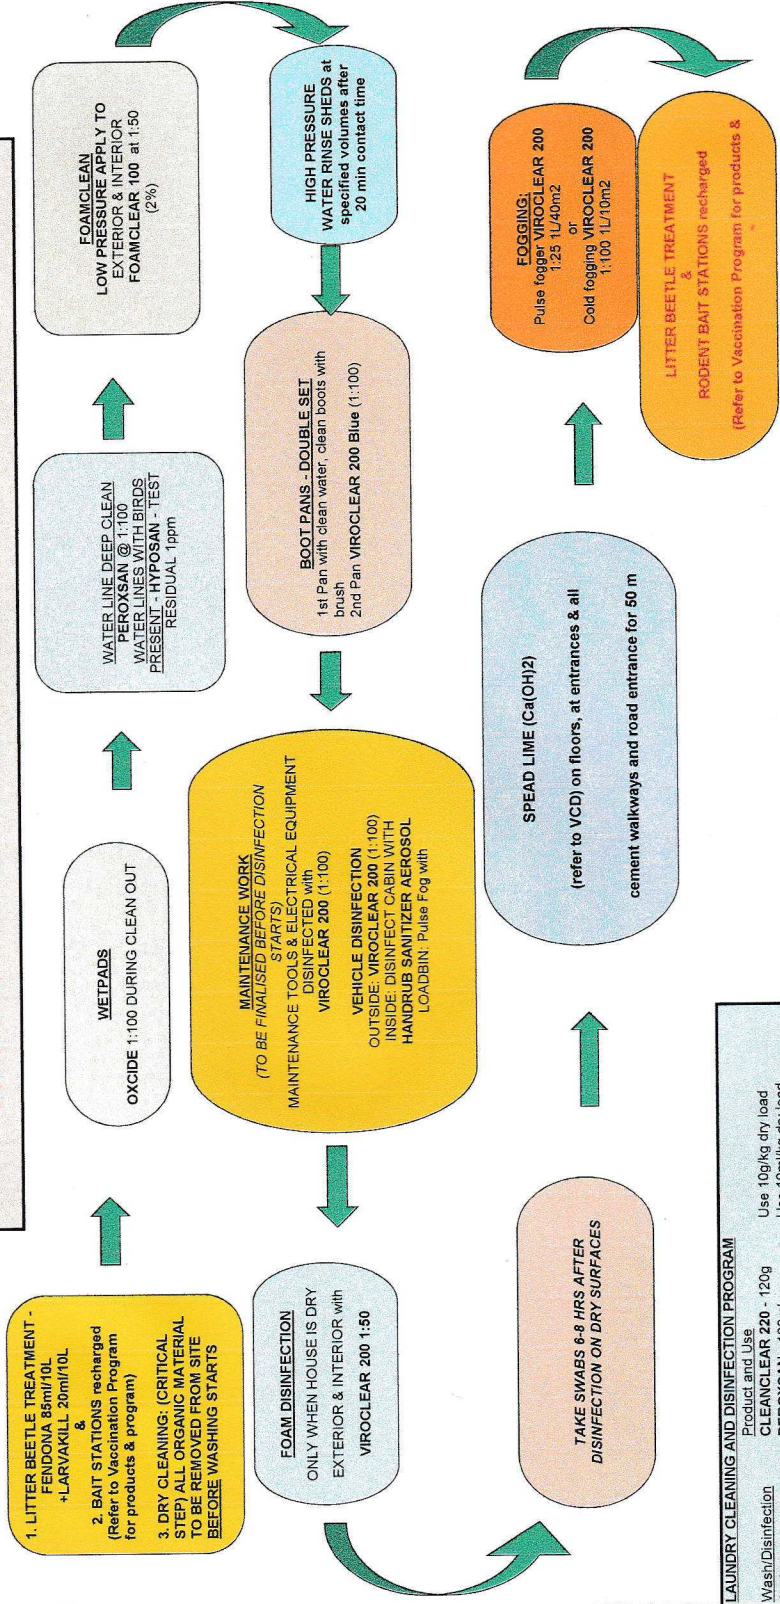 1. LITTER BEETLE TREATMENT -
FENDONA 85ml/10L
+LARVAKILL 20ml/10L
&
2. BAIT STATIONS recharged
(Refer to Vaccination Program
for products & program)
3. DRY CLEANING: (CRITICAL
STEP) ALL ORGANIC MATERIAL
TO BE REMOVED FROM SITE
BEFORE WASHING STARTS
WETPADS
OXCIDE 1:100 DURING CLEAN OUT
WATER LINE DEEP CLEAN
PEROXSAN @ 1:100
WATER LINES WITH BIRDS
PRESENT - HYPOSAN - TEST
RESIDUAL 1ppm
FOAMCLEAN
LOW PRESSURE APPLY TO
EXTERIOR & INTERIOR
FOAMCLEAR 100 at 1:50
(2%)
HIGH PRESSURE
WATER RINSE SHEDS at
specified volumes after
20 min contact time
BOOT PANS - DOUBLE SET
1st Pan with clean water, clean boots with
brush
2nd Pan VIROCLEAR 200 Blue (1:100)
MAINTENANCE WORK
(TO BE FINALISED BEFORE DISINFECTION
STARTS)
MAINTENANCE TOOLS & ELECTRICAL EQUIPMENT
DISINFECTED with
VIROCLEAR 200 (1:100)
VEHICLE DISINFECTION
OUTSIDE: VIROCLEAR 200 (1:100)
INSIDE: DISINFECT CABIN WITH
HANDRUB SANITIZER AEROSOL
LOADBIN: Pulse Fog with
FOAM DISINFECTION
ONLY WHEN HOUSE IS DRY
EXTERIOR & INTERIOR with
VIROCLEAR 200 1:50
TAKE SWABS 6-8 HRS AFTER
DISINFECTION ON DRY SURFACES
SPEAD LIME (Ca(OH)2)
(refer to VCD) on floors, at entrances & all
cement walkways and road entrance for 50 m
FOGGING:
Pulse fogger VIROCLEAR 200
1:25 1L/40m2
or
Cold fogging VIROCLEAR 200
1:100 1L/10m2
LITTER BEETLE TREATMENT
&
RODENT BAIT STATIONS recharged
(Refer to Vaccination Program for products &
LAUNDRY CLEANING AND DISINFECTION PROGRAM
Product and Use
Wash/Disinfection CLEANCLEAR 220 - 120g Use 10g/kg dry load